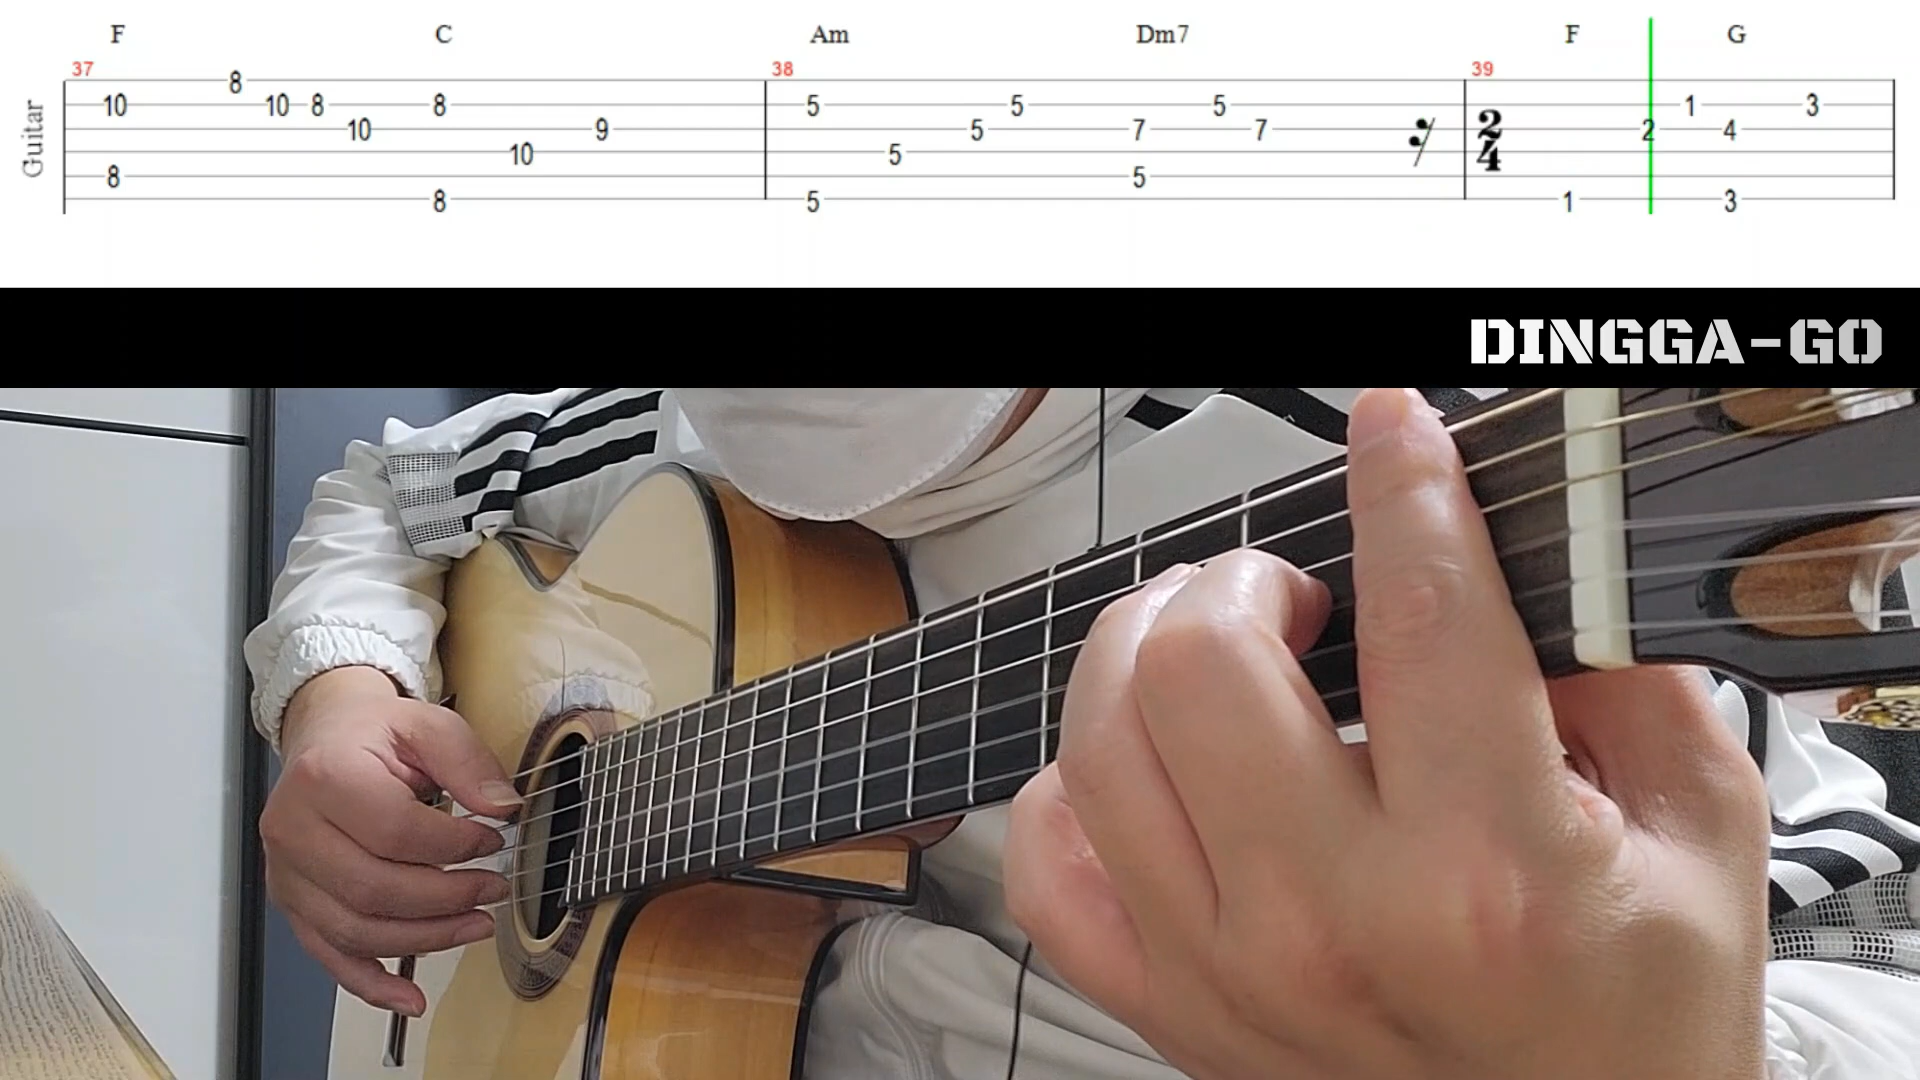 F C Am Dm7 F G
37 38 39
8
10 10 8 8 5 5 5 1 3
Guitar 10 9 5 7 7 2 2 4
10 5 4
8 5
8 5 1 3
DINGGA-GO